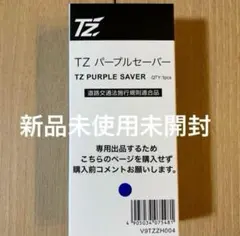 TZ
TZ パープルセーバー
TZ PURPLE SAVER QTY:1pcs
道路交通法施行規則適合品
新品未使用未開封
専用出品するため
こちらのページを購入せず
購入前コメントお願いします。
4905034075481
V9TZZH004